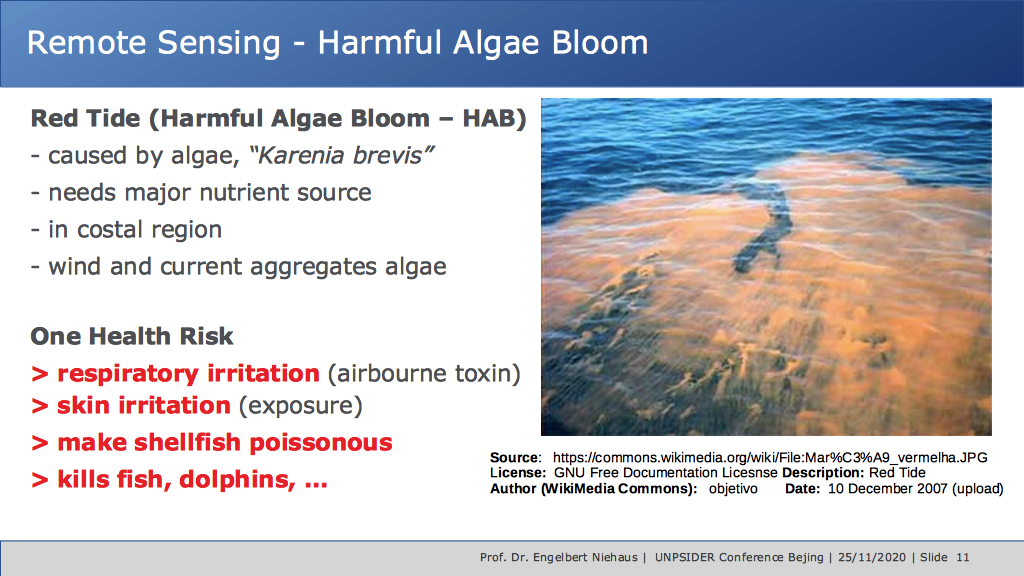 Remote Sensing - Harmful Algae Bloom
Red Tide (Harmful Algae Bloom – HAB)
- caused by algae, “Karenia brevis”
- needs major nutrient source
- in costal region
- wind and current aggregates algae
One Health Risk
> respiratory irritation (airbourne toxin)
> skin irritation (exposure)
> make shellfish poissonous
> kills fish, dolphins, ...
Source: https://commons.wikimedia.org/wiki/File:Mar%C3%A9_vermelha.JPG
License: GNU Free Documentation Licesnse Description: Red Tide
Author (WikiMedia Commons): objetivo Date: 10 December 2007 (upload)
Prof. Dr. Engelbert Niehaus | UNPSIDER Conference Bejing | 25/11/2020 | Slide 11